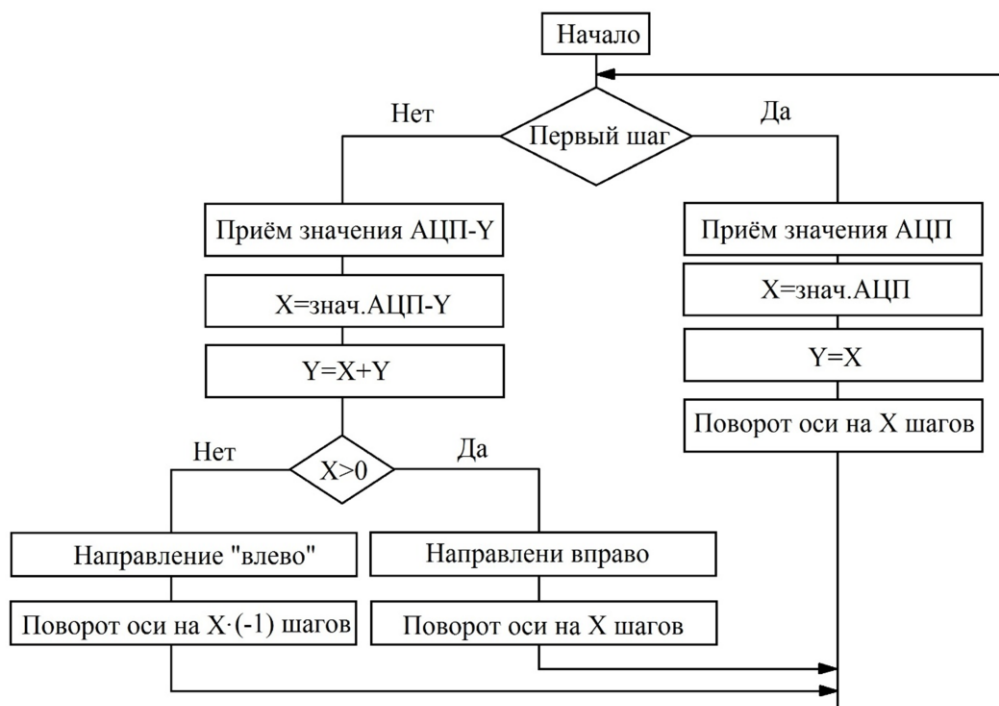 Начало
Нет
Да
Первый шаг
Приём значения АЦП-Y
Приём значения АЦП
X=знач.АЦП-Y
X=знач.АЦП
Y=X+Y
Y=X
Поворот оси на X шагов
Нет
Да
X>0
Направление "влево"
Направлени вправо
Поворот оси на X·(-1) шагов
Поворот оси на X шагов